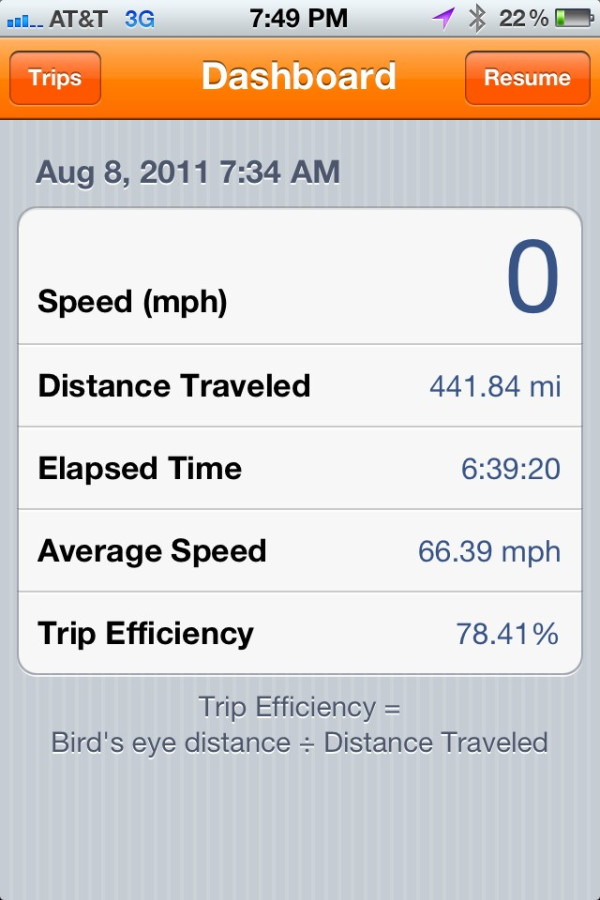 AT&T 3G 7:49 PM 22%
Trips Dashboard Resume
Aug 8, 2011 7:34 AM
Speed (mph) 0
Distance Traveled 441.84 mi
Elapsed Time 6:39:20
Average Speed 66.39 mph
Trip Efficiency 78.41%
Trip Efficiency =
Bird's eye distance ÷ Distance Traveled